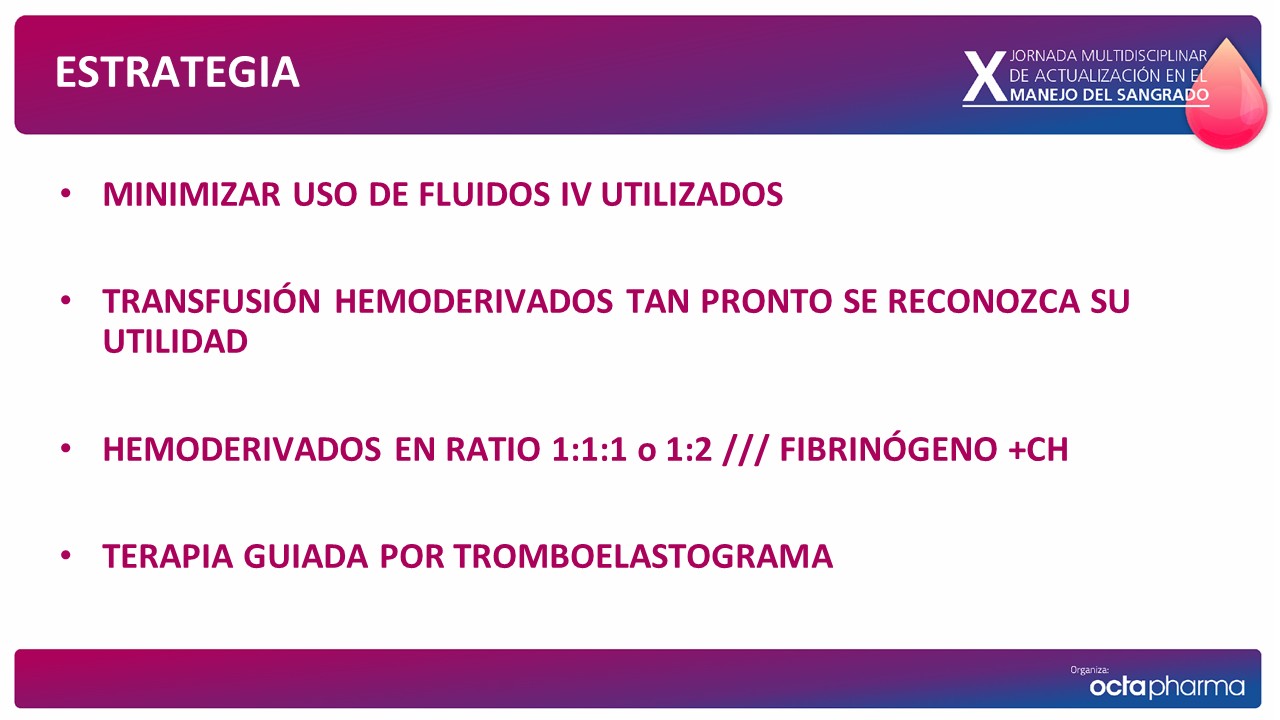 ESTRATEGIA
X JORNADA MULTIDISCIPLINAR
DE ACTUALIZACIÓN EN EL
MANEJO DEL SANGRADO
• MINIMIZAR USO DE FLUIDOS IV UTILIZADOS
• TRANSFUSIÓN HEMODERIVADOS TAN PRONTO SE RECONOZCA SU
UTILIDAD
• HEMODERIVADOS EN RATIO 1:1:1 o 1:2 /// FIBRINÓGENO +CH
• TERAPIA GUIADA POR TROMBOELASTOGRAMA
Organiza:
octapharma